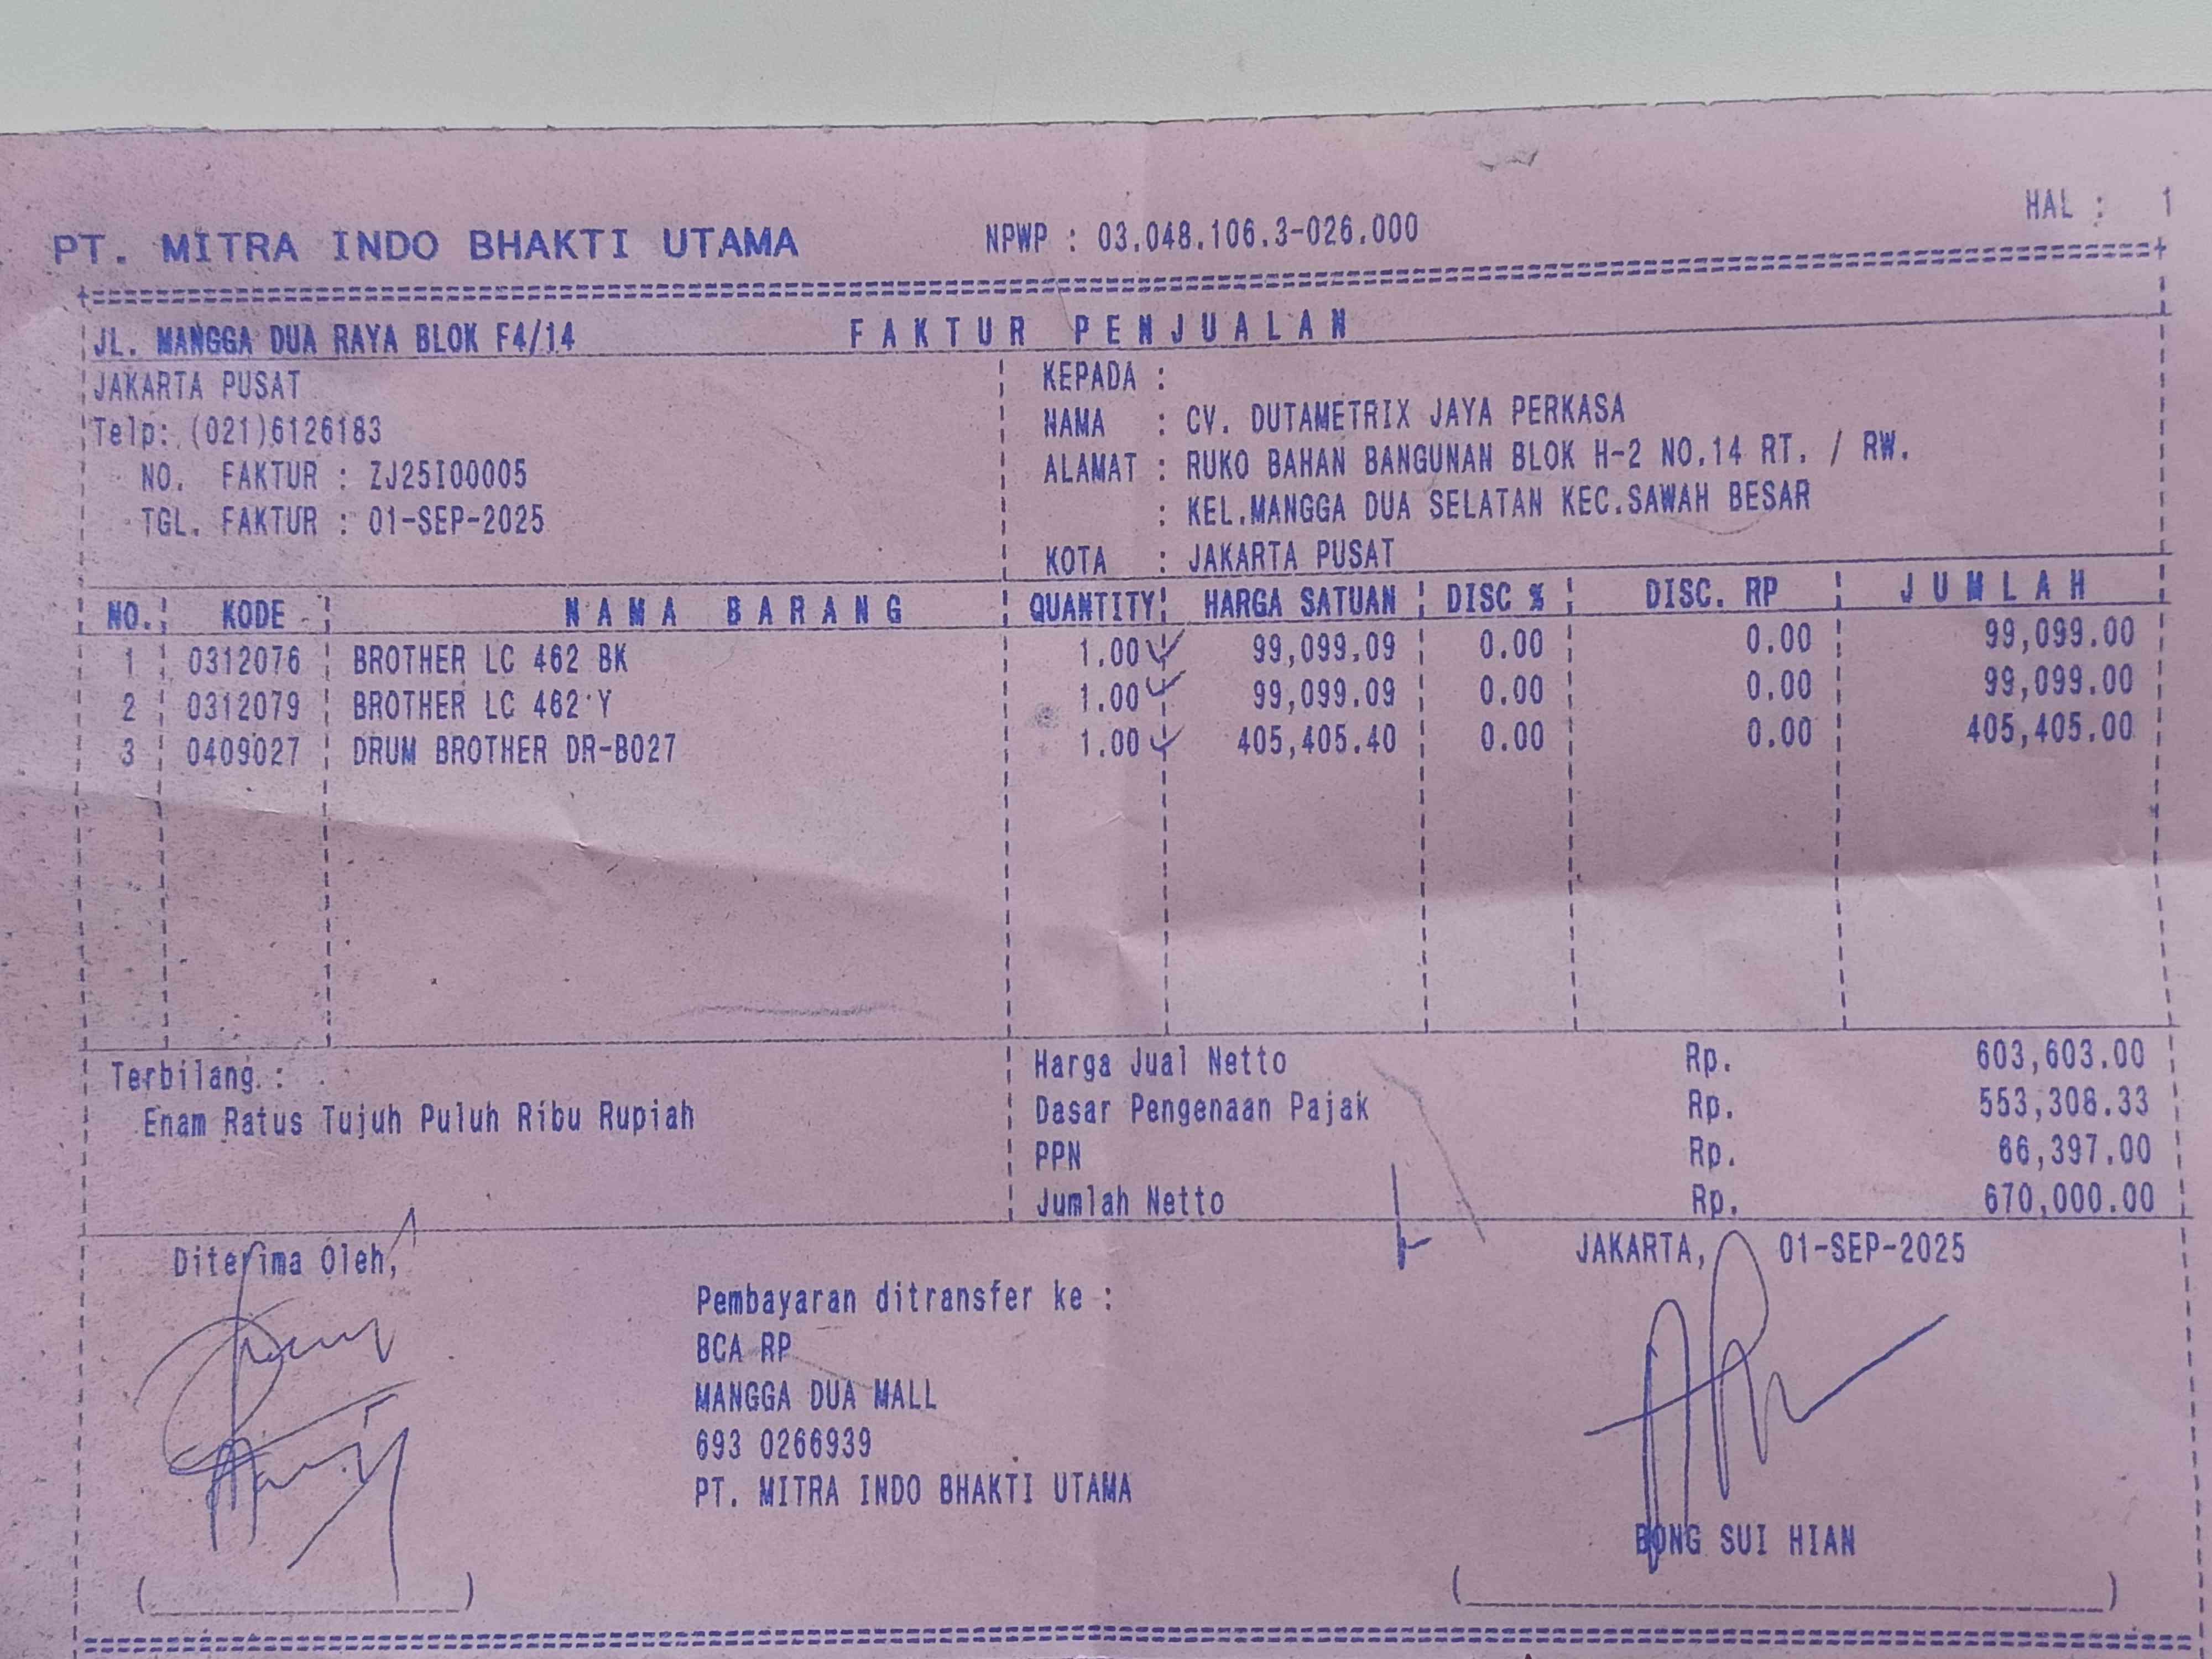 HAL : 1
PT. MITRA INDO BHAKTI UTAMA NPWP : 03.048.106.3-026.000
JL. MANGGA DUA RAYA BLOK F4/14 FAKTUR PENJUALAN
JAKARTA PUSAT KEPADA :
Telp: (021)6126183 NAMA : CV. DUTAMETRIX JAYA PERKASA
NO. FAKTUR : ZJ25I00005 ALAMAT : RUKO BAHAN BANGUNAN BLOK H-2 NO.14 RT. / RW.
TGL. FAKTUR : 01-SEP-2025 : KEL.MANGGA DUA SELATAN KEC.SAWAH BESAR
KOTA : JAKARTA PUSAT
NO. KODE NAMA BARANG QUANTITY HARGA SATUAN DISC % DISC. RP JUMLAH
1 0312076 BROTHER LC 462 BK 1.00 99,099.09 0.00 0.00 99,099.00
2 0312079 BROTHER LC 462 Y 1.00 99,099.09 0.00 0.00 99,099.00
3 0409027 DRUM BROTHER DR-B027 1.00 405,405.40 0.00 0.00 405,405.00
Terbilang : Harga Jual Netto Rp. 603,603.00
Enam Ratus Tujuh Puluh Ribu Rupiah Dasar Pengenaan Pajak Rp. 553,308.33
PPN Rp. 66,397.00
Jumlah Netto Rp. 670,000.00
Diterima Oleh, JAKARTA, 01-SEP-2025
Pembayaran ditransfer ke :
BCA RP
MANGGA DUA MALL
693 0266939
PT. MITRA INDO BHAKTI UTAMA
BONG SUI HIAN